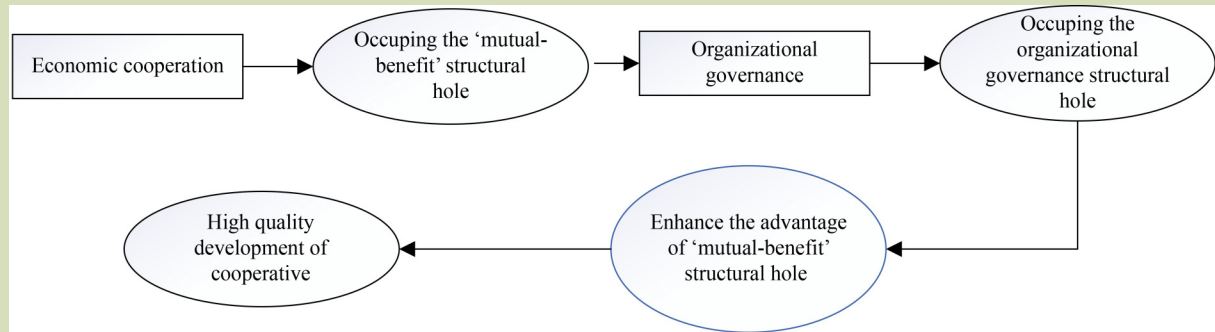 Economic cooperation
Occuping the ‘mutual-
benefit’ structural
hole
Organizational
governance
Occuping the
organizational
governance structural
hole
High quality
development of
cooperative
Enhance the advantage
of ‘mutual-benefit’
structural hole